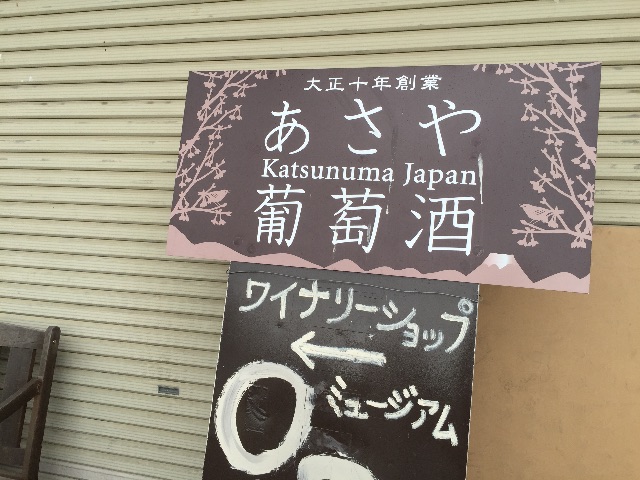 大正十年創業
あさや
Katsunuma Japan
葡萄酒
ワイナリーショップ
←
ミュージアム